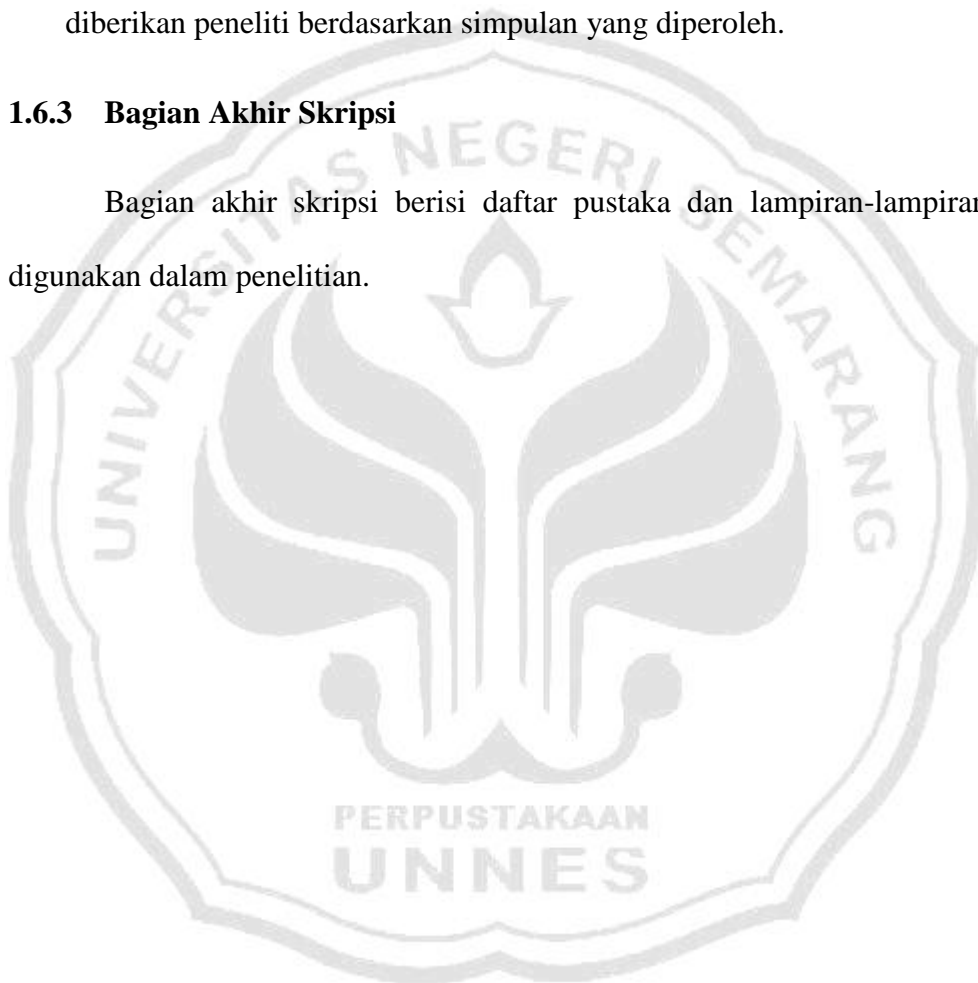 diberikan peneliti berdasarkan simpulan yang diperoleh.
1.6.3 Bagian Akhir Skripsi
Bagian akhir skripsi berisi daftar pustaka dan lampiran-lampiran
digunakan dalam penelitian.
UNIVERSITAS NEGERI SEMARANG
PERPUSTAKAAN
UNNES